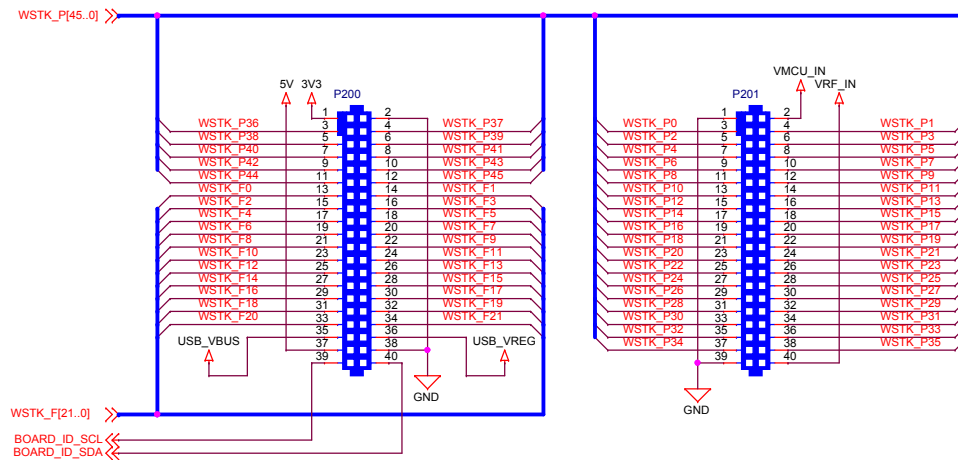 WSTK_P[45..0]
5V 3V3 VMCU_IN
P200 P201 VRF_IN
1 2 1 2
WSTK_P36 3 4 WSTK_P37 WSTK_P0 3 4 WSTK_P1
WSTK_P38 5 6 WSTK_P39 WSTK_P2 5 6 WSTK_P3
WSTK_P40 7 8 WSTK_P41 WSTK_P4 7 8 WSTK_P5
WSTK_P42 9 10 WSTK_P43 WSTK_P6 9 10 WSTK_P7
WSTK_P44 11 12 WSTK_P45 WSTK_P8 11 12 WSTK_P9
WSTK_F0 13 14 WSTK_F1 WSTK_P10 13 14 WSTK_P11
WSTK_F2 15 16 WSTK_F3 WSTK_P12 15 16 WSTK_P13
WSTK_F4 17 18 WSTK_F5 WSTK_P14 17 18 WSTK_P15
WSTK_F6 19 20 WSTK_F7 WSTK_P16 19 20 WSTK_P17
WSTK_F8 21 22 WSTK_F9 WSTK_P18 21 22 WSTK_P19
WSTK_F10 23 24 WSTK_F11 WSTK_P20 23 24 WSTK_P21
WSTK_F12 25 26 WSTK_F13 WSTK_P22 25 26 WSTK_P23
WSTK_F14 27 28 WSTK_F15 WSTK_P24 27 28 WSTK_P25
WSTK_F16 29 30 WSTK_F17 WSTK_P26 29 30 WSTK_P27
WSTK_F18 31 32 WSTK_F19 WSTK_P28 31 32 WSTK_P29
WSTK_F20 33 34 WSTK_F21 WSTK_P30 33 34 WSTK_P31
USB_VBUS 35 36 USB_VREG WSTK_P32 35 36 WSTK_P33
37 38 WSTK_P34 37 38 WSTK_P35
39 40 39 40
GND GND
WSTK_F[21..0]
BOARD_ID_SCL
BOARD_ID_SDA